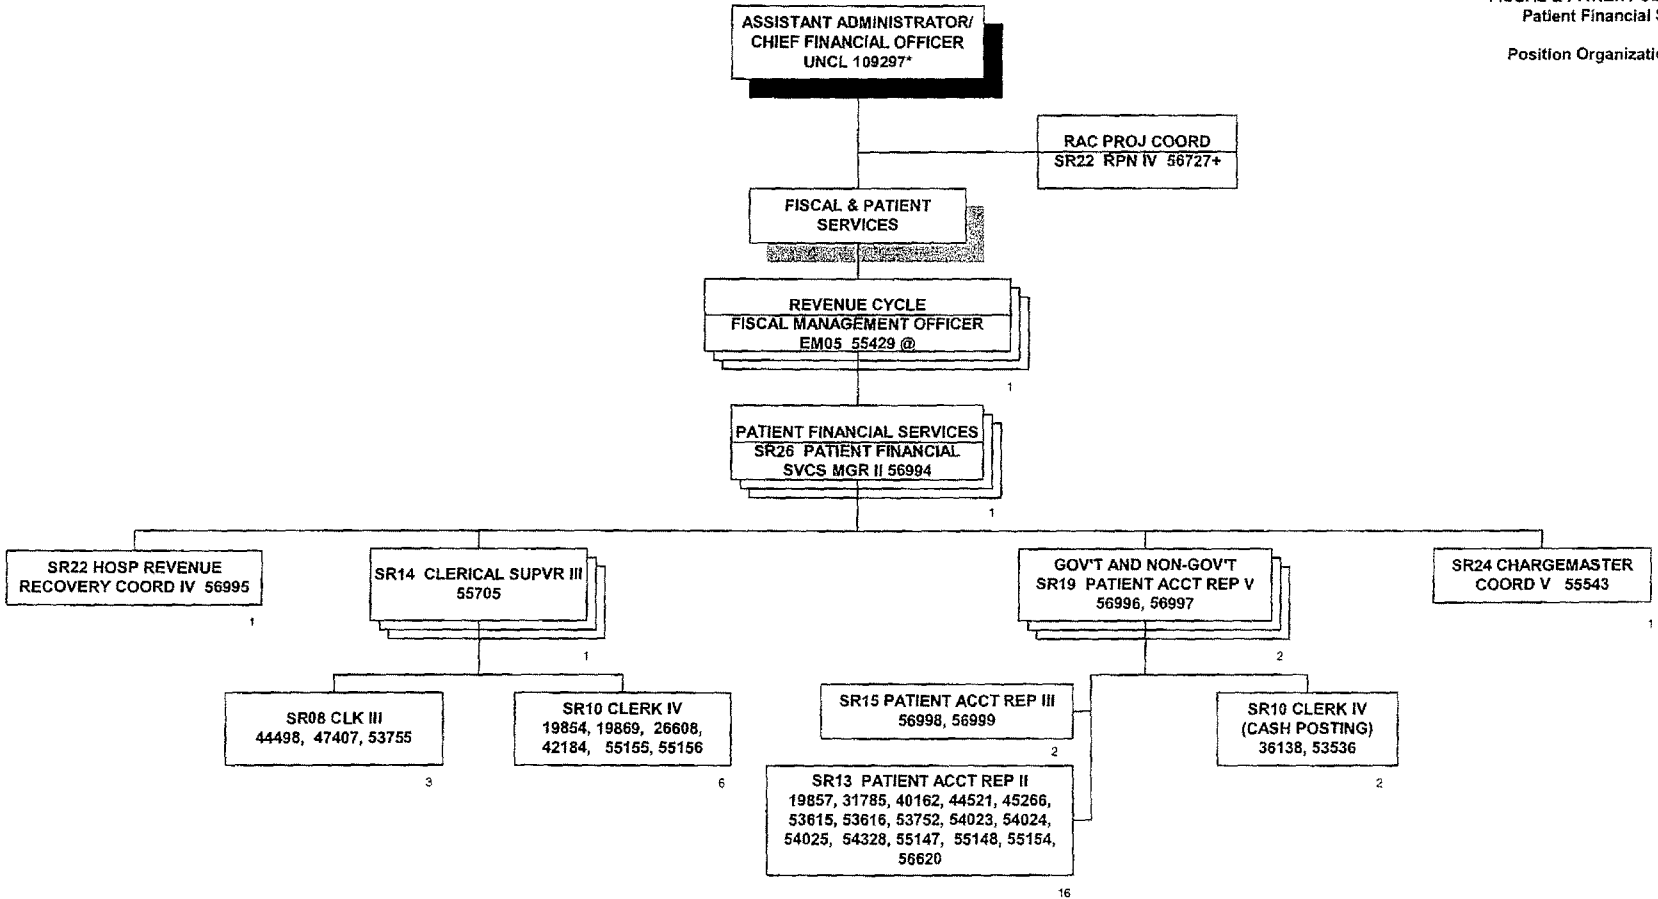 Patient Financial
Position
ASSISTANT ADMINISTRATOR/
CHIEF FINANCIAL OFFICER
UNCL 109297*
RAC PROJ COORD
SR22 RPN IV 56727+
FISCAL & PATIENT
SERVICES
REVENUE CYCLE
FISCAL MANAGEMENT OFFICER
EM05 55429 @
1
PATIENT FINANCIAL SERVICES
SR26 PATIENT FINANCIAL
SVCS MGR II 56994
1
SR22 HOSP REVENUE
RECOVERY COORD IV 56995
1
SR14 CLERICAL SUPVR III
55705
1
GOV'T AND NON-GOV'T
SR19 PATIENT ACCT REP V
56996, 56997
2
SR24 CHARGEMASTER
COORD V 55543
1
SR08 CLK III
44498, 47407, 53755
3
SR10 CLERK IV
19854, 19869, 26608,
42184, 55155, 55156
6
SR15 PATIENT ACCT REP III
56998, 56999
2
SR10 CLERK IV
(CASH POSTING)
36138, 53536
2
SR13 PATIENT ACCT REP II
19857, 31785, 40162, 44521, 45266,
53615, 53616, 53752, 54023, 54024,
54025, 54328, 55147, 55148, 55154,
56620
16